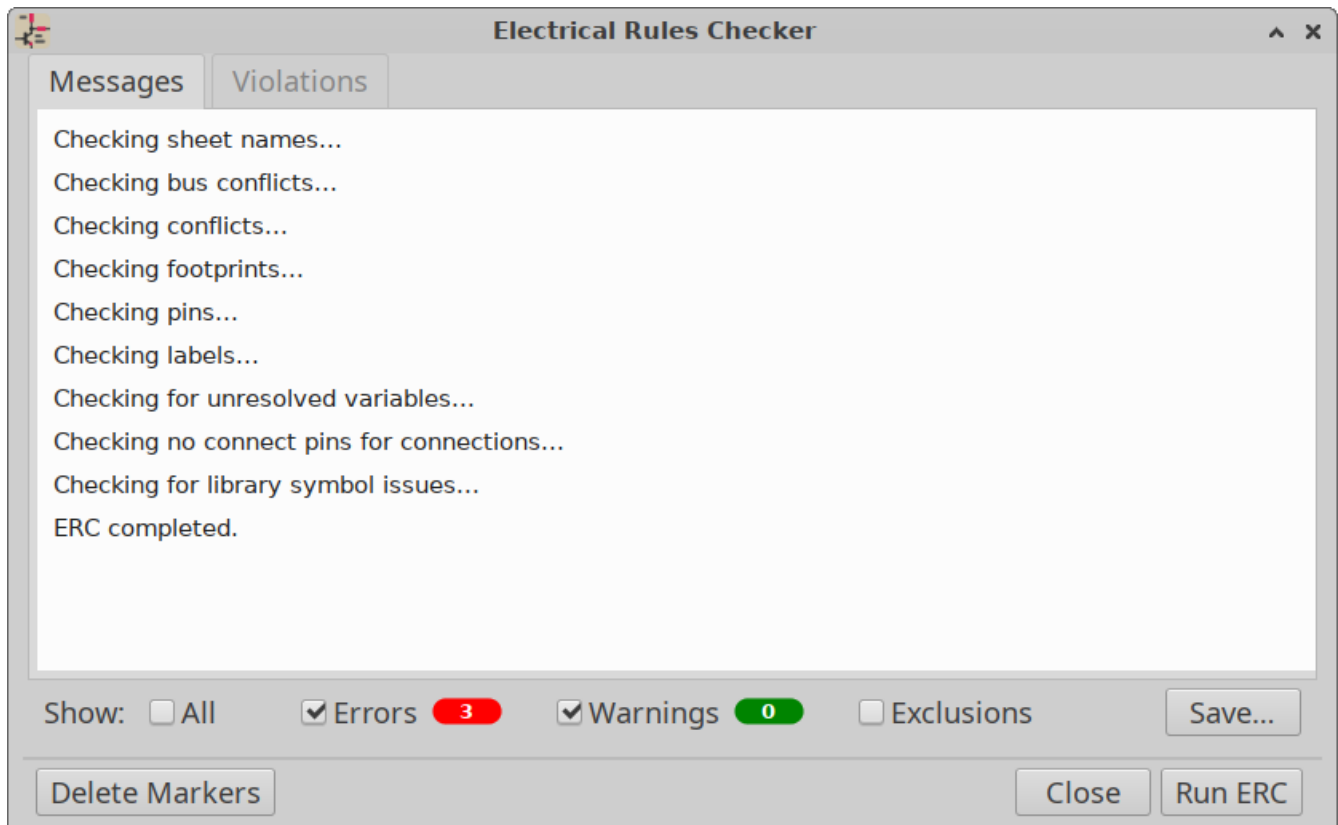 Electrical Rules Checker
Messages Violations
Checking sheet names...
Checking bus conflicts...
Checking conflicts...
Checking footprints...
Checking pins...
Checking labels...
Checking for unresolved variables...
Checking no connect pins for connections...
Checking for library symbol issues...
ERC completed.
Show: All Errors 3 Warnings 0 Exclusions Save...
Delete Markers Close Run ERC